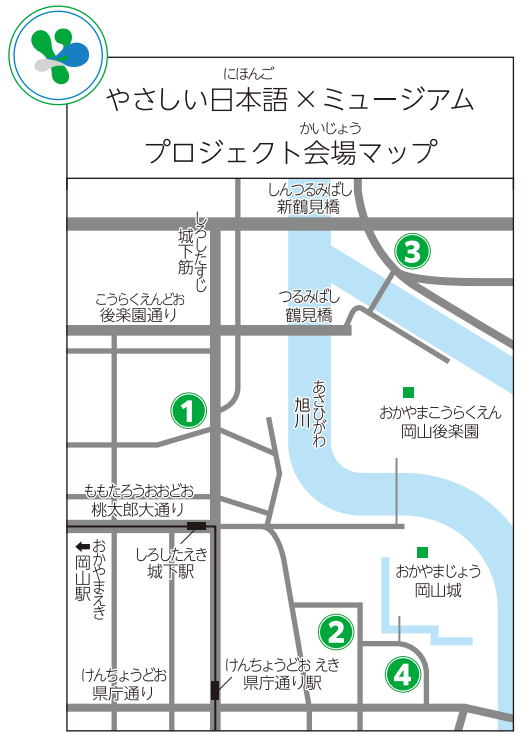 にほんご
やさしい日本語×ミュージアム
かいじょう
プロジェクト会場マップ
しんつるみばし
新鶴見橋
しろしたすじ
城下筋
3
こうらくえんどお
後楽園通り
つるみばし
鶴見橋
1
あさひがわ
旭川
おかやまこうらくえん
岡山後楽園
ももたろうおおどお
桃太郎大通り
おかやまえき
岡山駅
しろしたえき
城下駅
おかやまじょう
岡山城
2
けんちょうどお
県庁通り
けんちょうどお えき
県庁通り駅
4